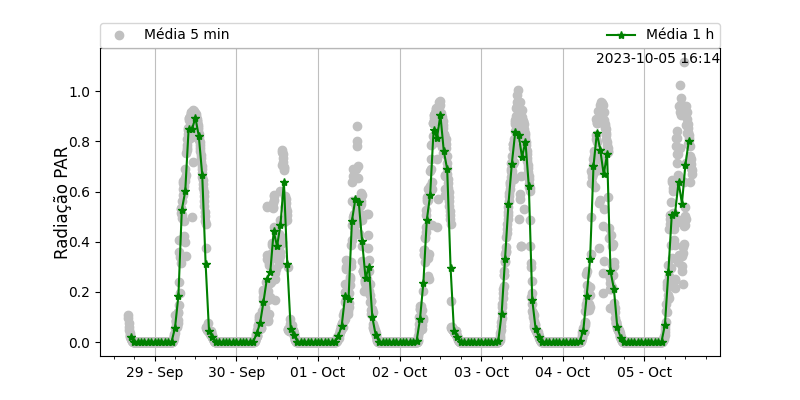 Média 5 min
Média 1 h
2023-10-05 16:14
Radiação PAR
1.0
0.8
0.6
0.4
0.2
0.0
29 - Sep
30 - Sep
01 - Oct
02 - Oct
03 - Oct
04 - Oct
05 - Oct